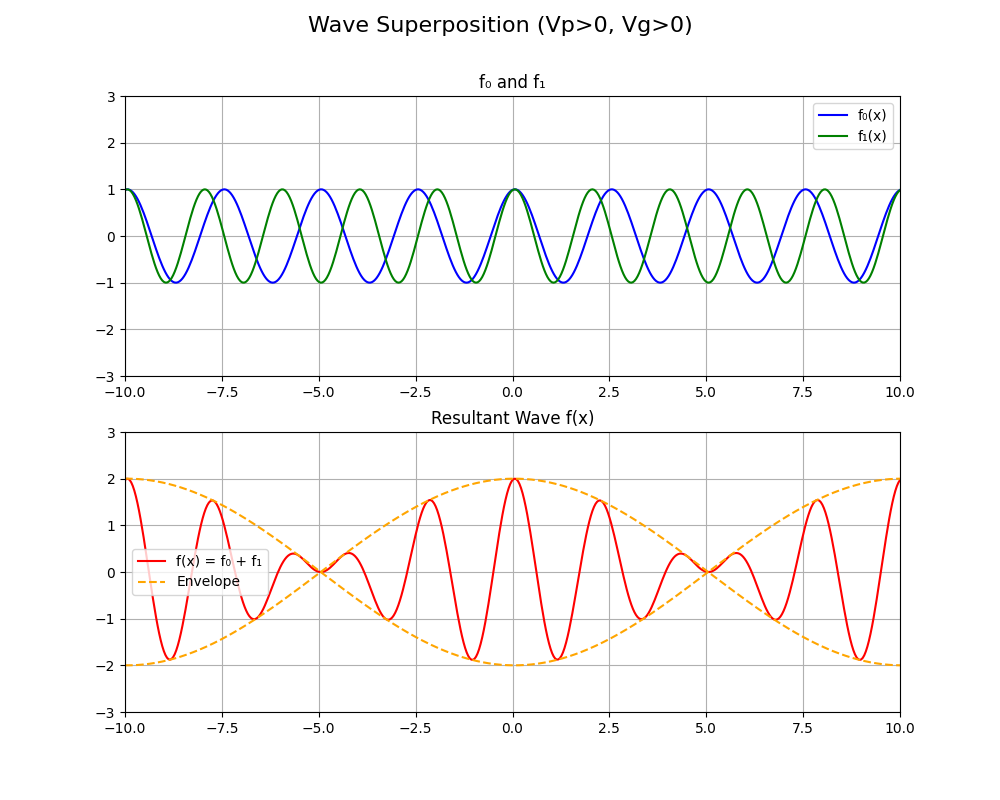 Wave Superposition (Vp>0, Vg>0)
f₀ and f₁
3
2
1
0
−1
−2
−3
f₀(x)
f₁(x)
−10.0 −7.5 −5.0 −2.5 0.0 2.5 5.0 7.5 10.0
Resultant Wave f(x)
3
2
1
0
−1
−2
−3
f(x) = f₀ + f₁
Envelope
−10.0 −7.5 −5.0 −2.5 0.0 2.5 5.0 7.5 10.0